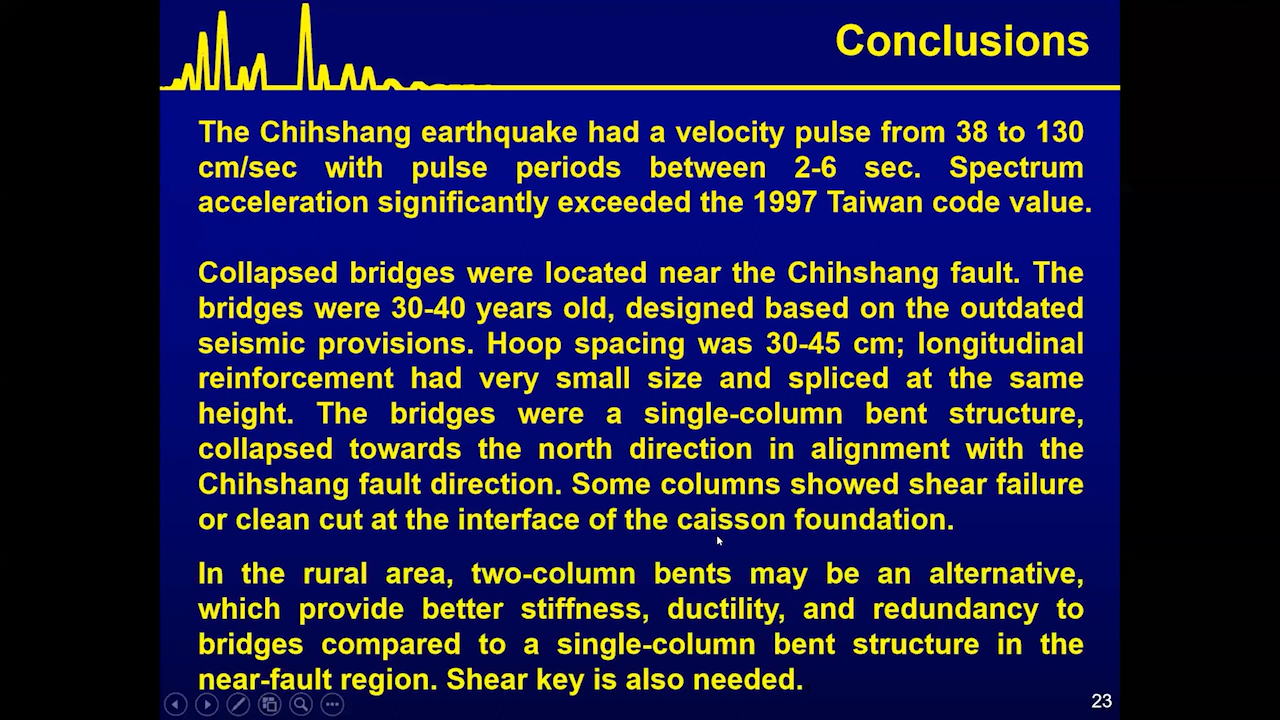 Conclusions
The Chihshang earthquake had a velocity pulse from 38 to 130
cm/sec with pulse periods between 2-6 sec. Spectrum
acceleration significantly exceeded the 1997 Taiwan code value.
Collapsed bridges were located near the Chihshang fault. The
bridges were 30-40 years old, designed based on the outdated
seismic provisions. Hoop spacing was 30-45 cm; longitudinal
reinforcement had very small size and spliced at the same
height. The bridges were a single-column bent structure,
collapsed towards the north direction in alignment with the
Chihshang fault direction. Some columns showed shear failure
or clean cut at the interface of the caisson foundation.
In the rural area, two-column bents may be an alternative,
which provide better stiffness, ductility, and redundancy to
bridges compared to a single-column bent structure in the
near-fault region. Shear key is also needed.
23